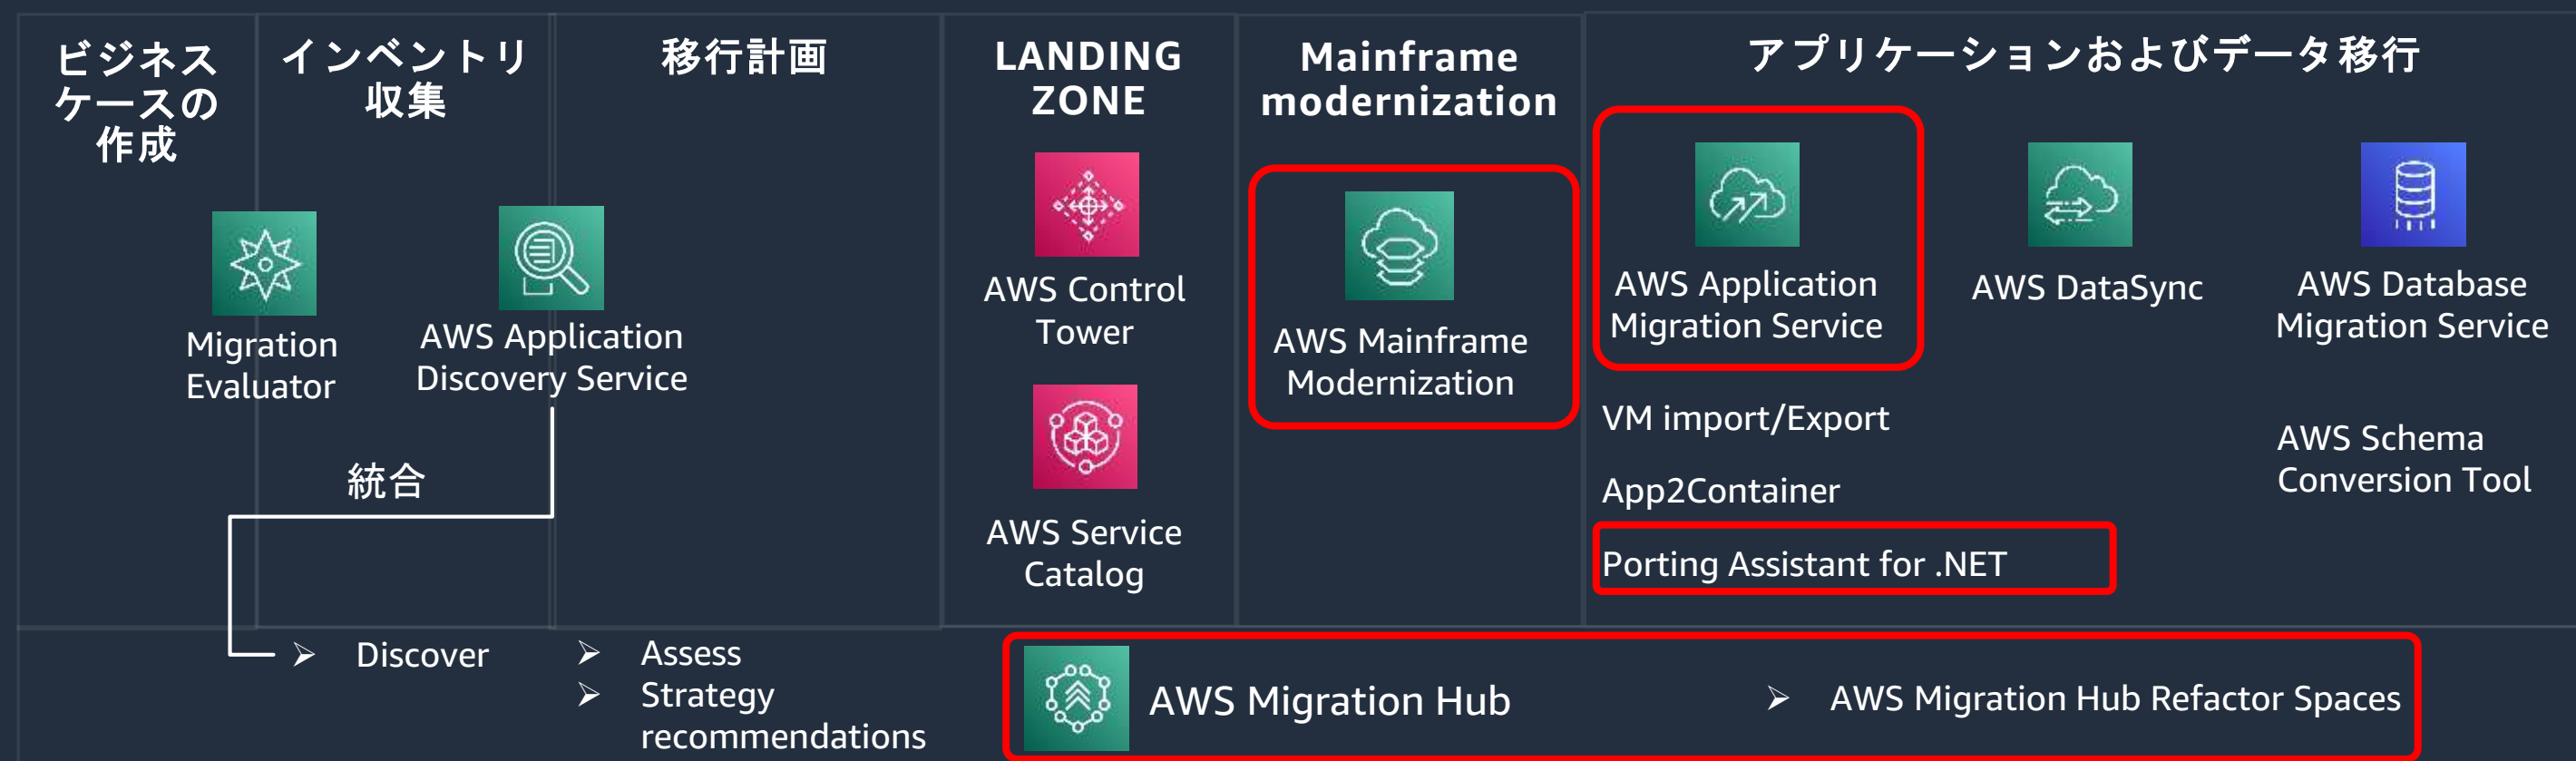 ビジネス
ケースの
作成
インベントリ
収集
移行計画
LANDING
ZONE
Mainframe
modernization
アプリケーションおよびデータ移行
Migration
Evaluator
AWS Application
Discovery Service
統合
AWS Control
Tower
AWS Service
Catalog
AWS Mainframe
Modernization
AWS Application
Migration Service
AWS DataSync
AWS Database
Migration Service
VM import/Export
App2Container
Porting Assistant for .NET
AWS Schema
Conversion Tool
➢ Discover
➢ Assess
➢ Strategy
recommendations
AWS Migration Hub
➢ AWS Migration Hub Refactor Spaces